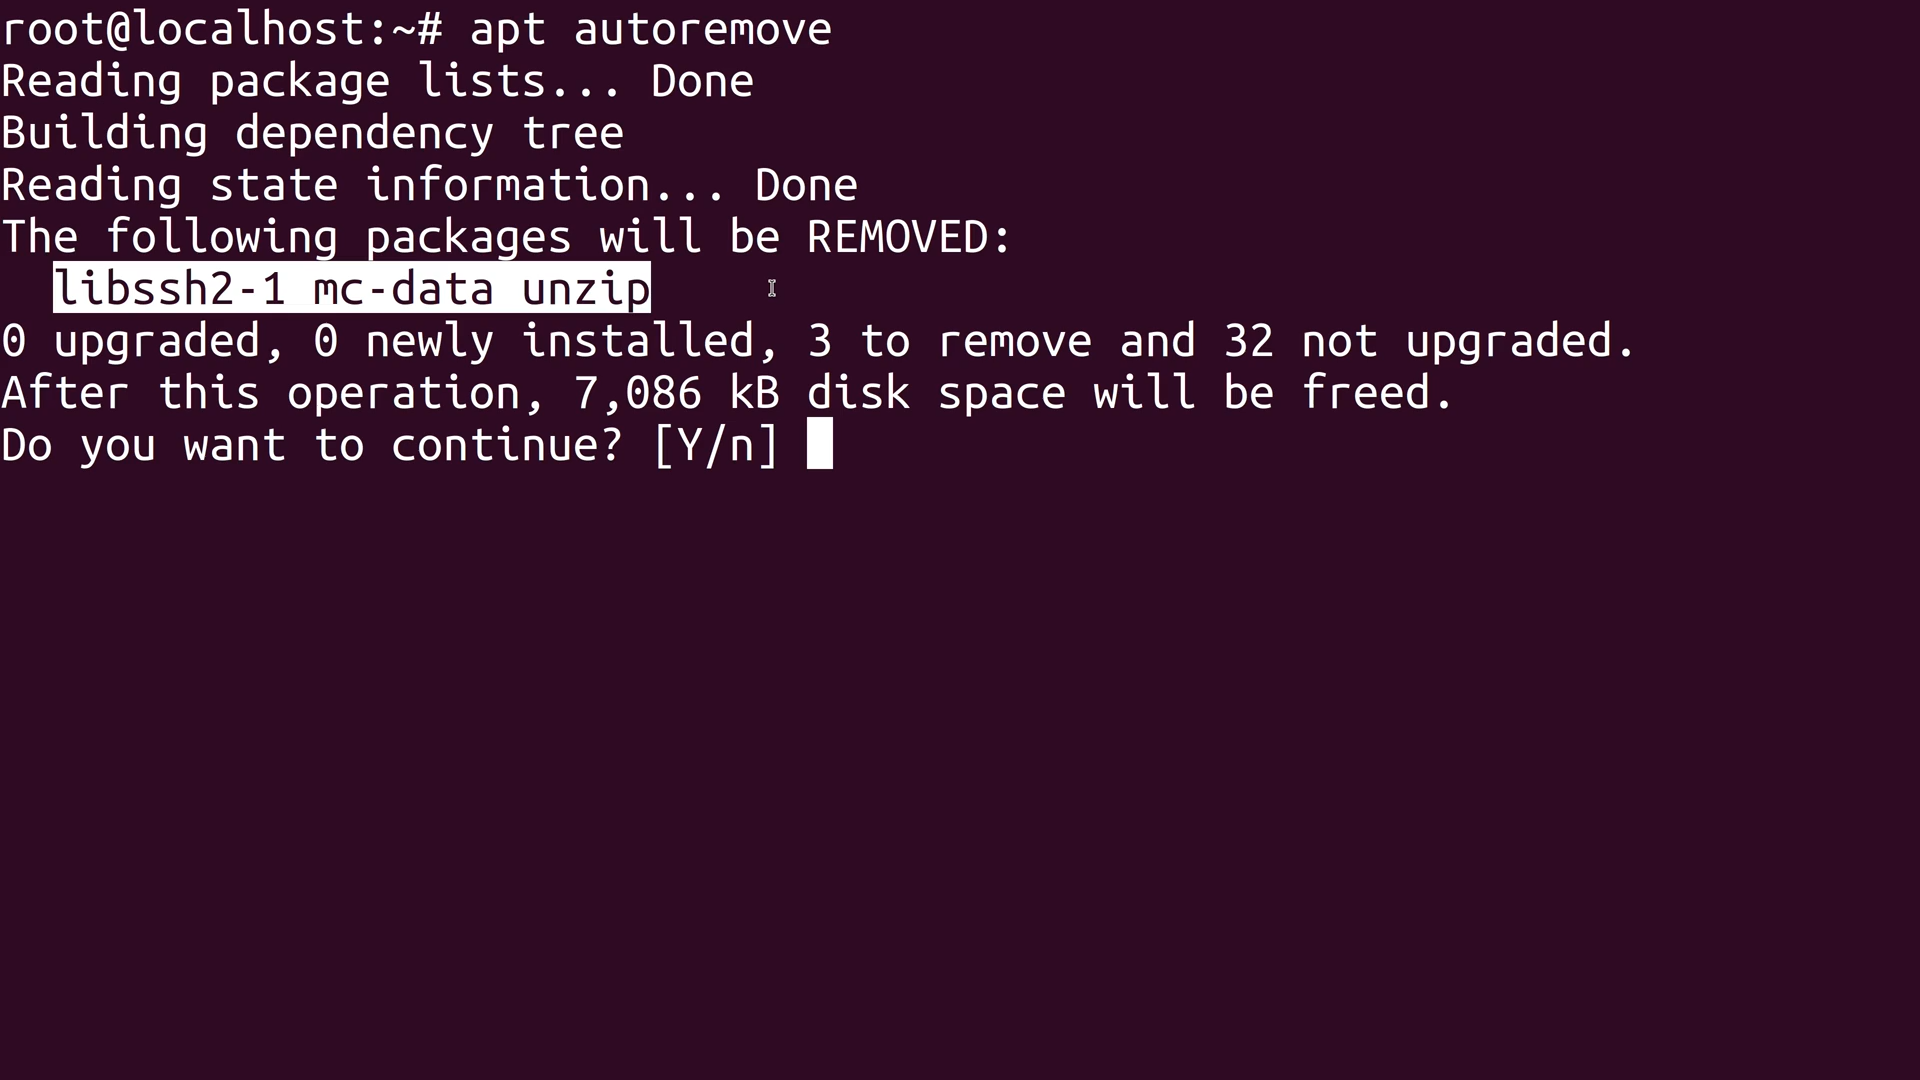 root@localhost:~# apt autoremove
Reading package lists... Done
Building dependency tree
Reading state information... Done
The following packages will be REMOVED:
  libssh2-1 mc-data unzip
0 upgraded, 0 newly installed, 3 to remove and 32 not upgraded.
After this operation, 7,086 kB disk space will be freed.
Do you want to continue? [Y/n]